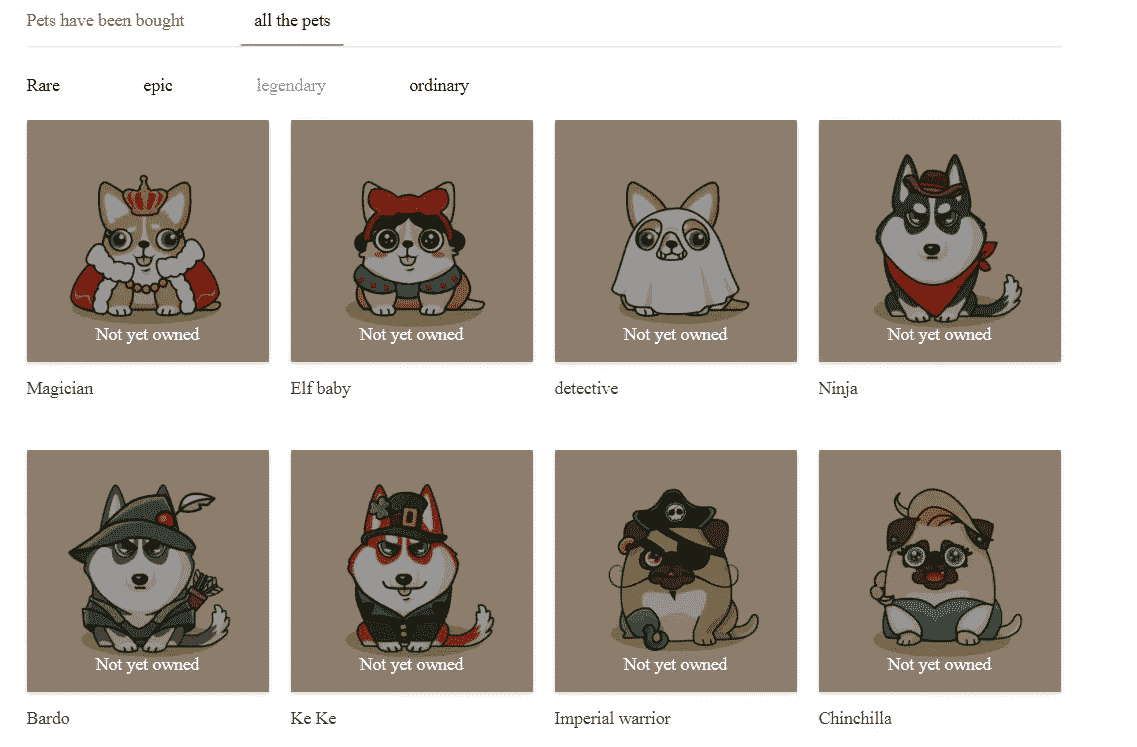 Pets have been bought all the pets
Rare epic legendary ordinary
Not yet owned Not yet owned Not yet owned Not yet owned
Magician Elf baby detective Ninja
Not yet owned Not yet owned Not yet owned Not yet owned
Bardo Ke Ke Imperial warrior Chinchilla